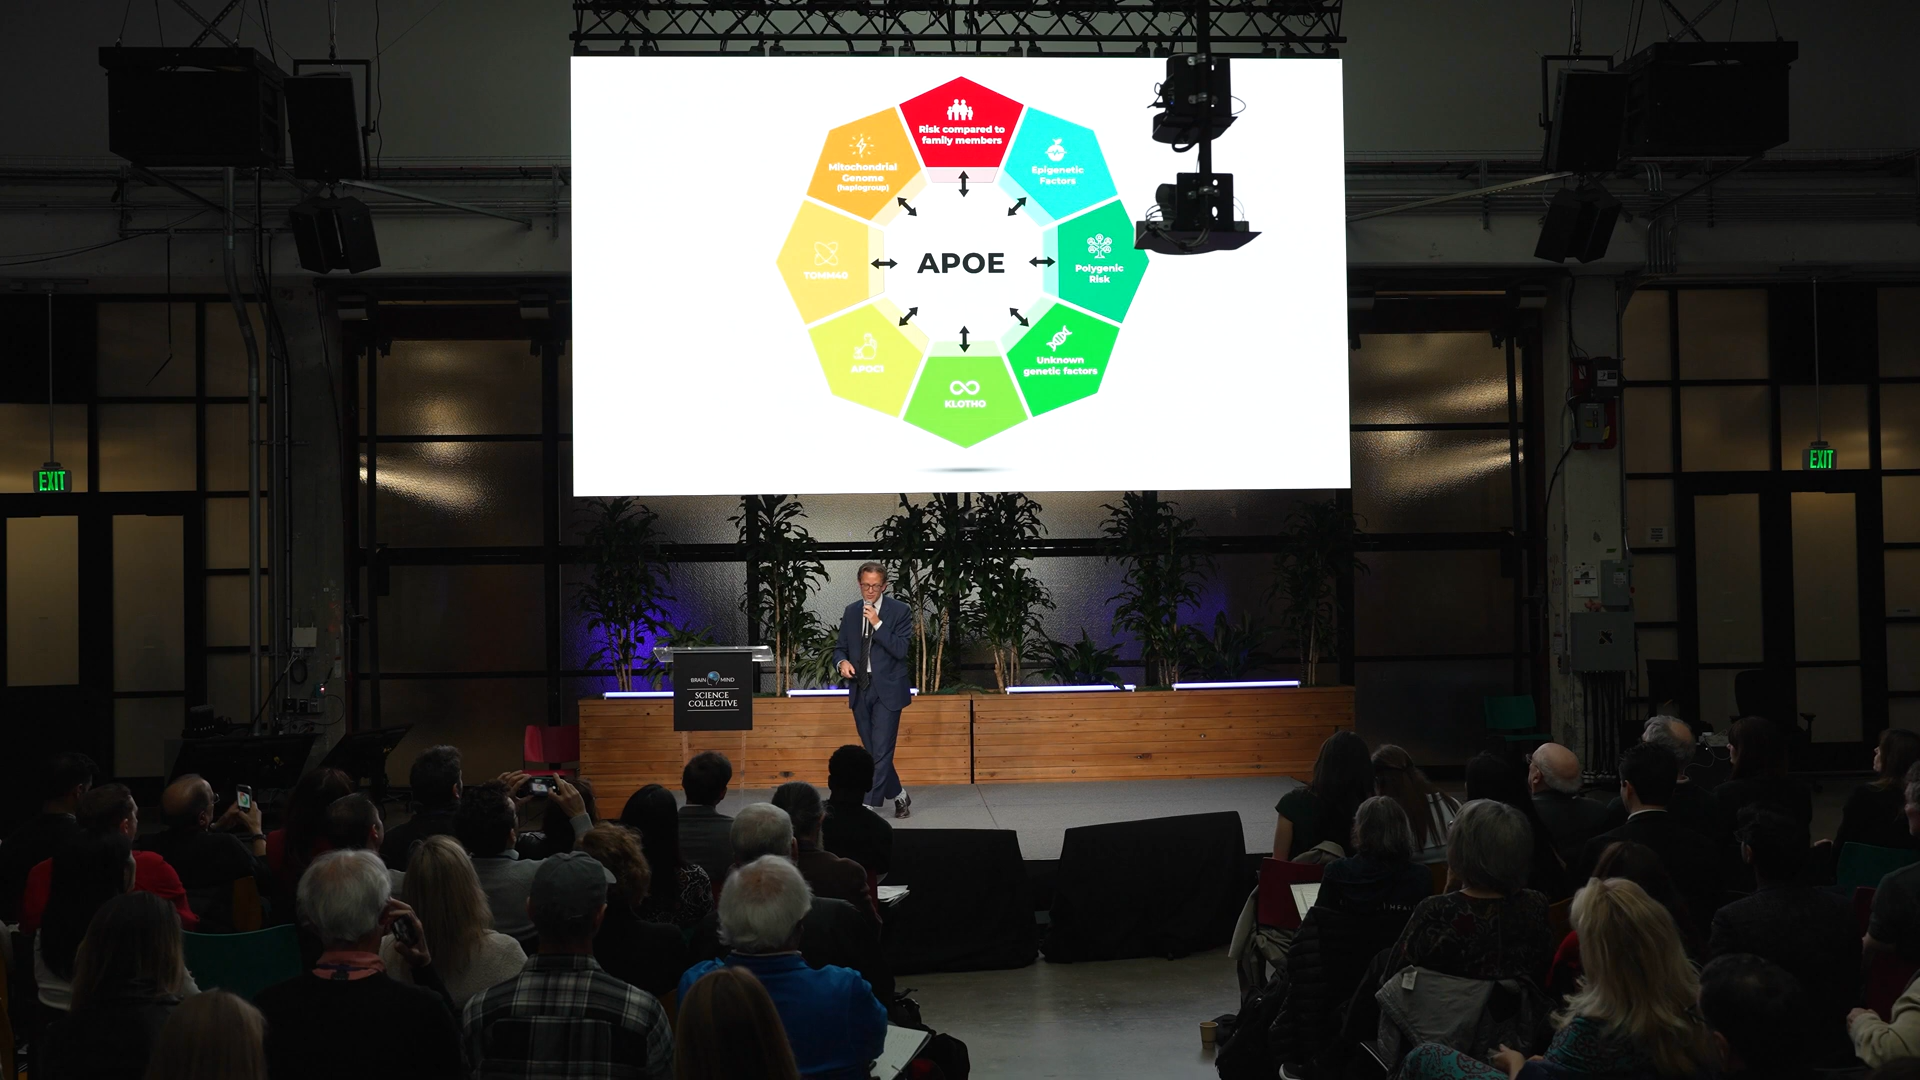 Risk compared to
family members
Epigenetic
Factors
Polygenic
Risk
Unknown
genetic factors
KLOTHO
APOC1
TOMM40
Mitochondrial
Genome
(haplogroup)
APOE
EXIT
EXIT
BRAIN MIND
SCIENCE
COLLECTIVE